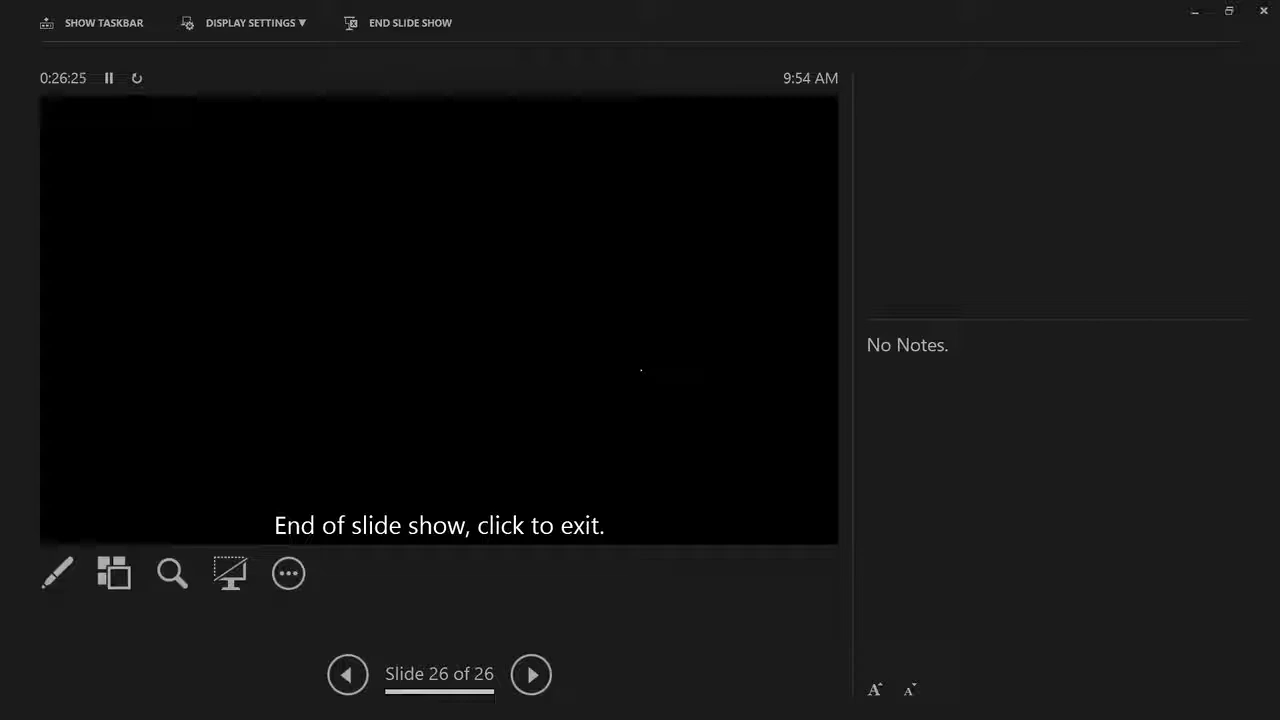 SHOW TASKBAR DISPLAY SETTINGS ▼ END SLIDE SHOW
0:26:25 9:54 AM
End of slide show, click to exit.
Slide 26 of 26
No Notes.
A A